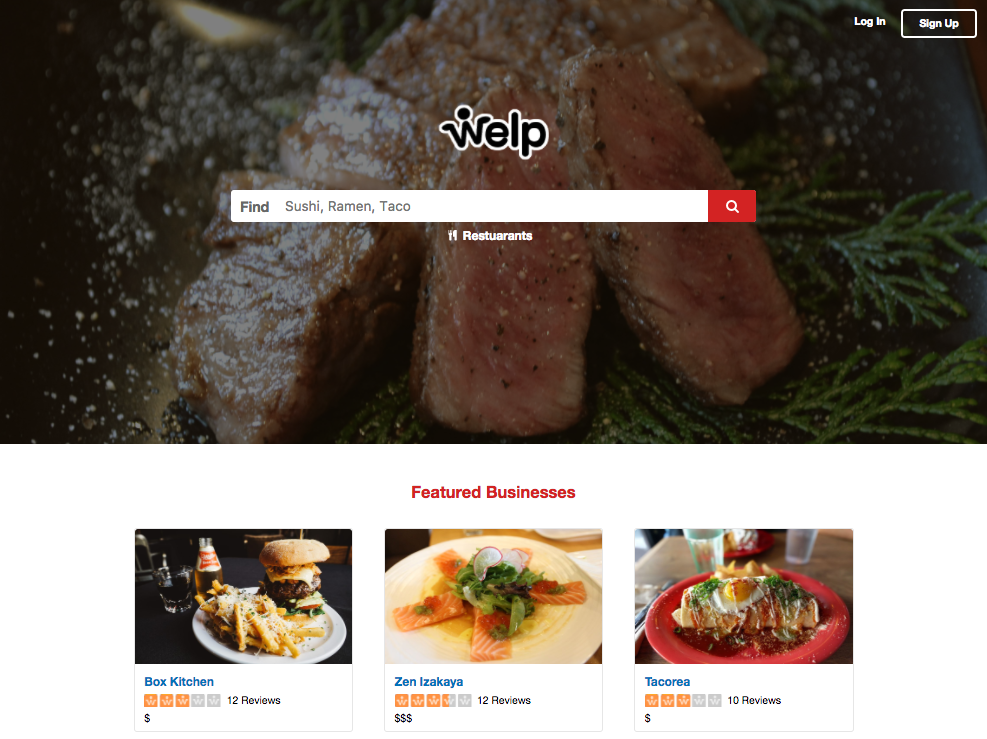 Log In
Sign Up
welp
Find Sushi, Ramen, Taco
Restuarants
Featured Businesses
Box Kitchen
12 Reviews
$
Zen Izakaya
12 Reviews
$$$
Tacorea
10 Reviews
$